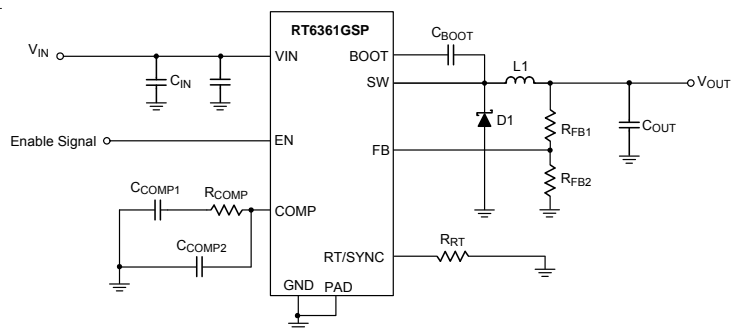 RT6361GSP
VIN
CIN
VIN
BOOT
CBOOT
SW
L1
VOUT
D1
RFB1
COUT
Enable Signal
EN
FB
RFB2
CCOMP1
RCOMP
COMP
CCOMP2
RT/SYNC
RRT
GND PAD